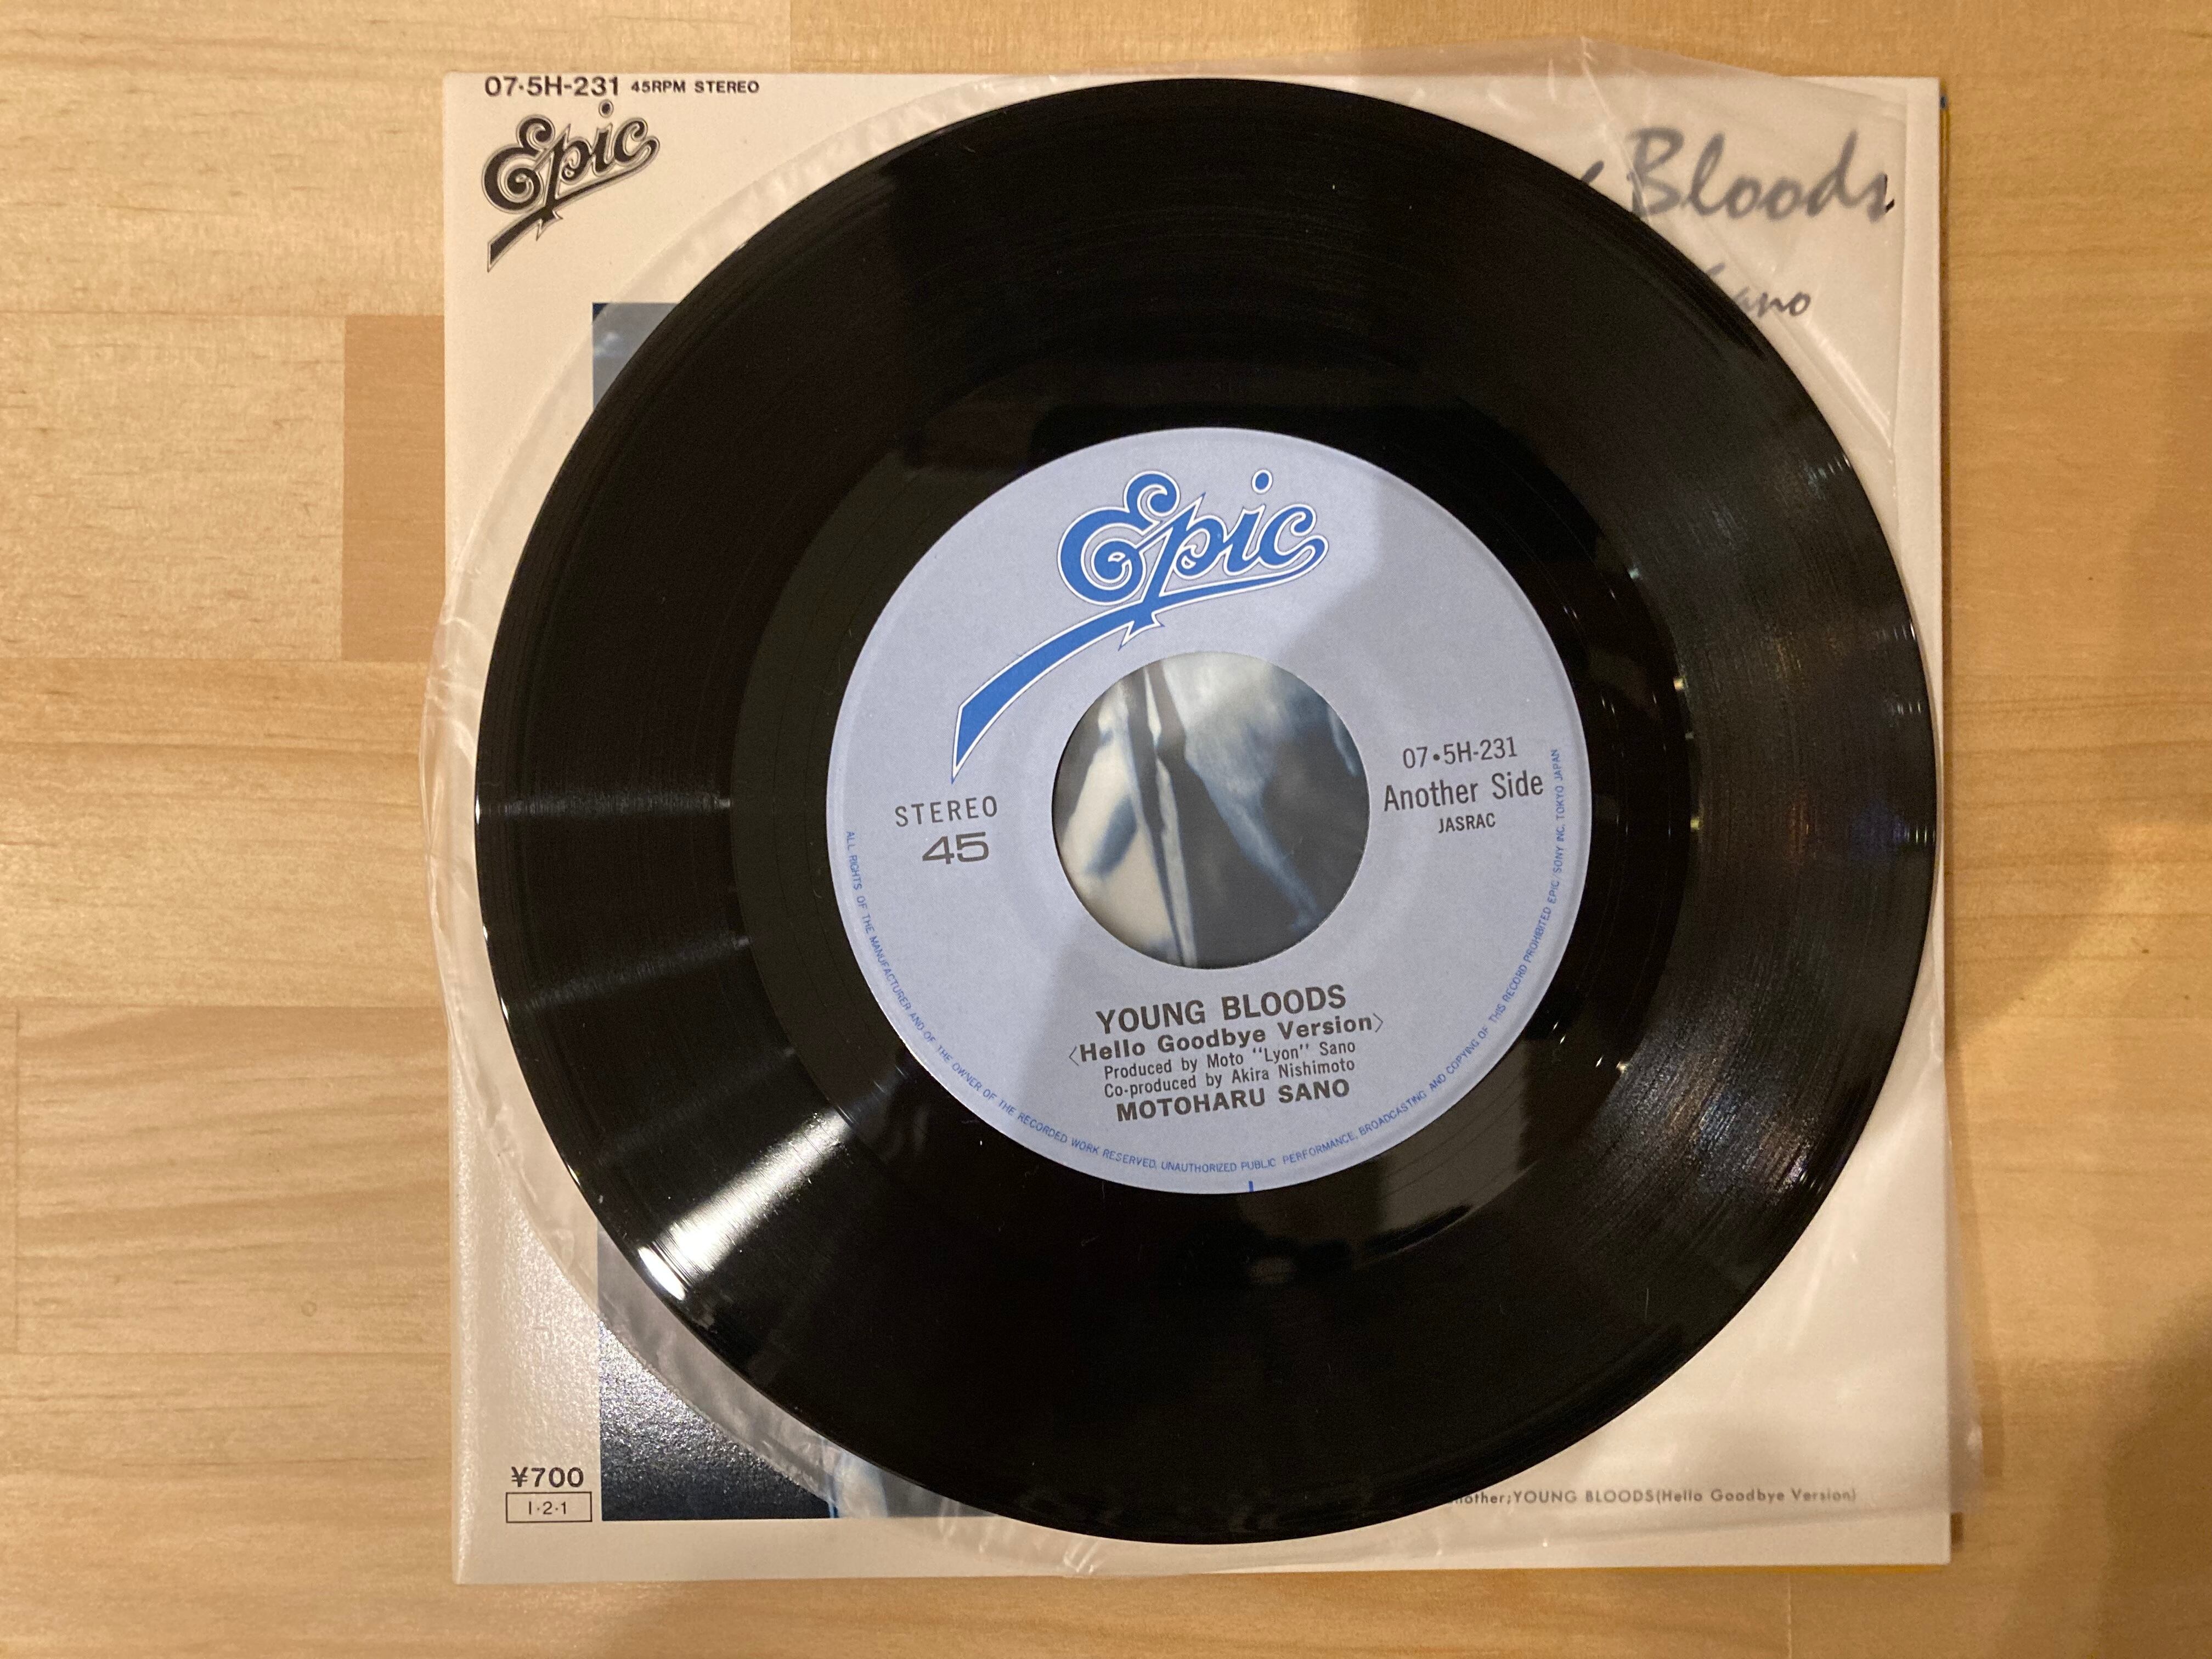 07·5H-231 45RPM STEREO
Epic
Bloods
Epic
STEREO
45
07•5H-231
Another Side
JASRAC
YOUNG BLOODS
〈Hello Goodbye Version〉
Produced by Moto "Lyon" Sano
Co-produced by Akira Nishimoto
MOTOHARU SANO
ALL RIGHTS OF THE MANUFACTURER AND OF THE OWNER OF THE RECORDED WORK RESERVED. UNAUTHORIZED PUBLIC PERFORMANCE, BROADCASTING AND COPYING OF THIS RECORD PROHIBITED EPIC/SONY INC. TOKYO JAPAN
¥700
1·2·1
YOUNG BLOODS(Hello Goodbye Version)